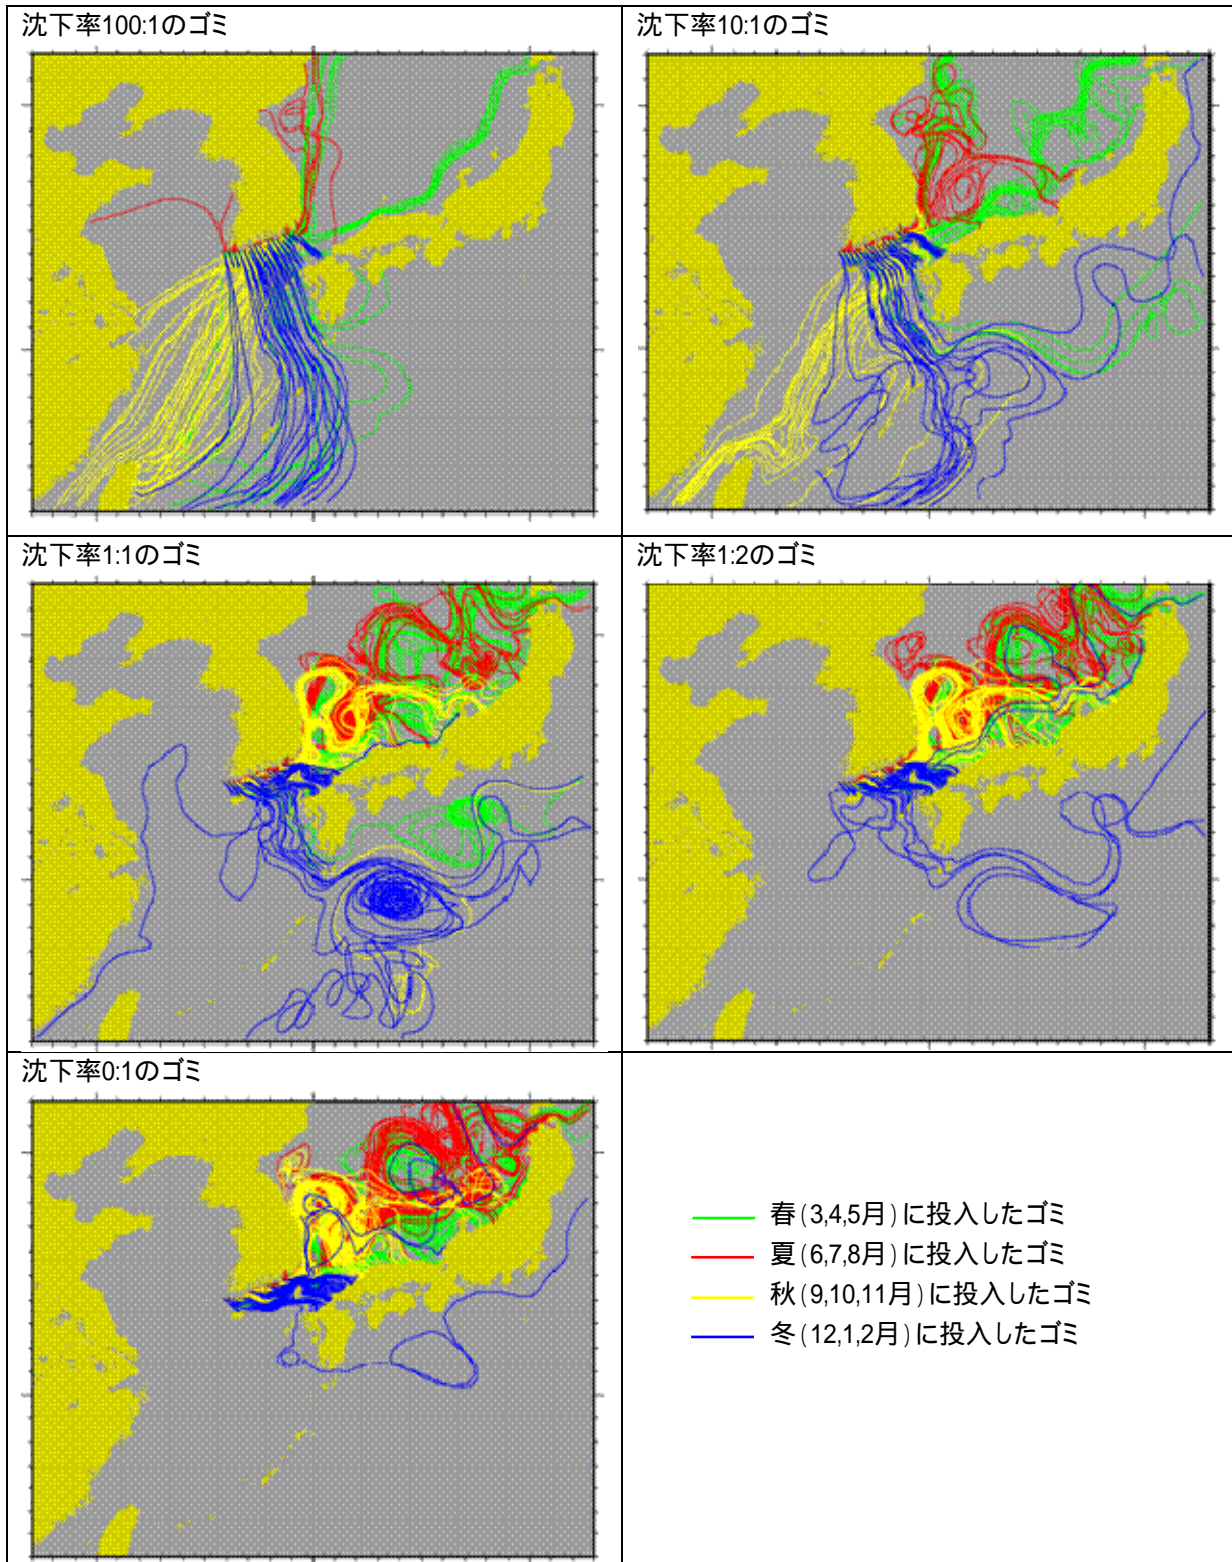 沈下率100:1のゴミ
沈下率10:1のゴミ
沈下率1:1のゴミ
沈下率1:2のゴミ
沈下率0:1のゴミ
春(3,4,5月)に投入したゴミ
夏(6,7,8月)に投入したゴミ
秋(9,10,11月)に投入したゴミ
冬(12,1,2月)に投入したゴミ